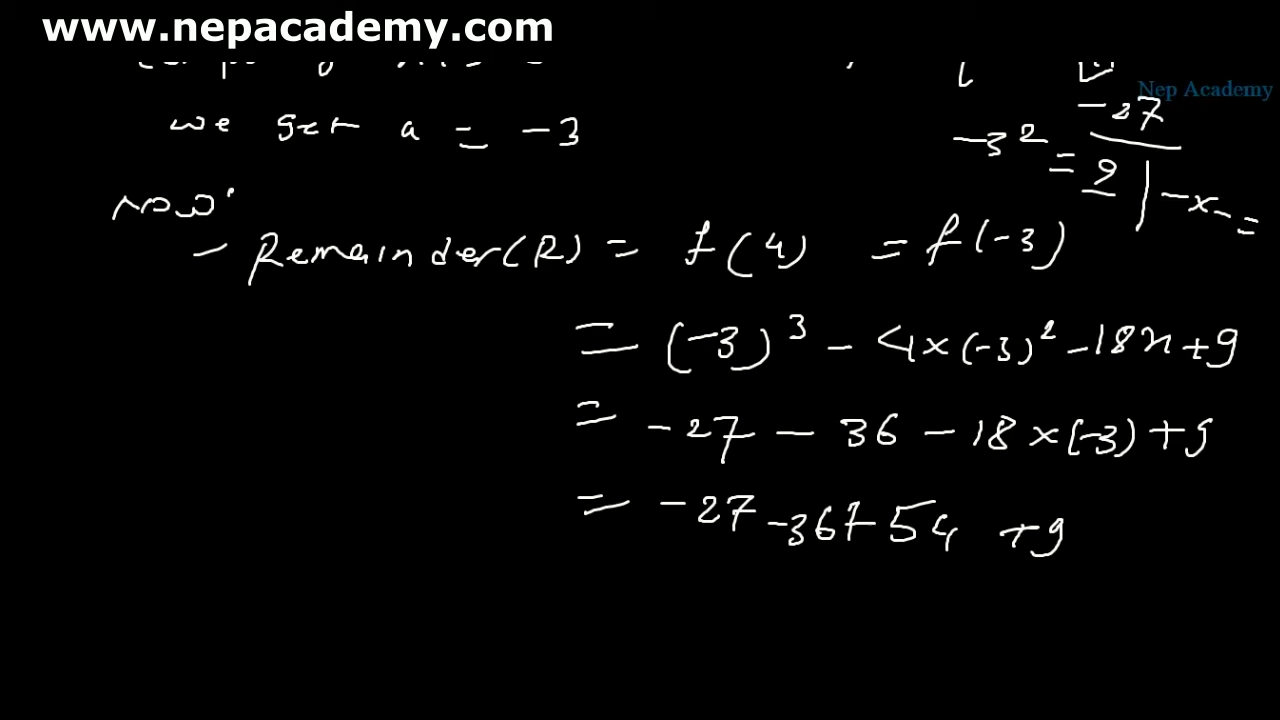 www.nepacademy.com
Nep Academy
we get a = -3
-27
-3² = 9 | -x- =
Now,
- Remainder(R) = f(4) = f(-3)
= (-3)³ - 4×(-3)² - 18x + 9
= -27 - 36 - 18×(-3) + 9
= -27 -36+ 54 + 9